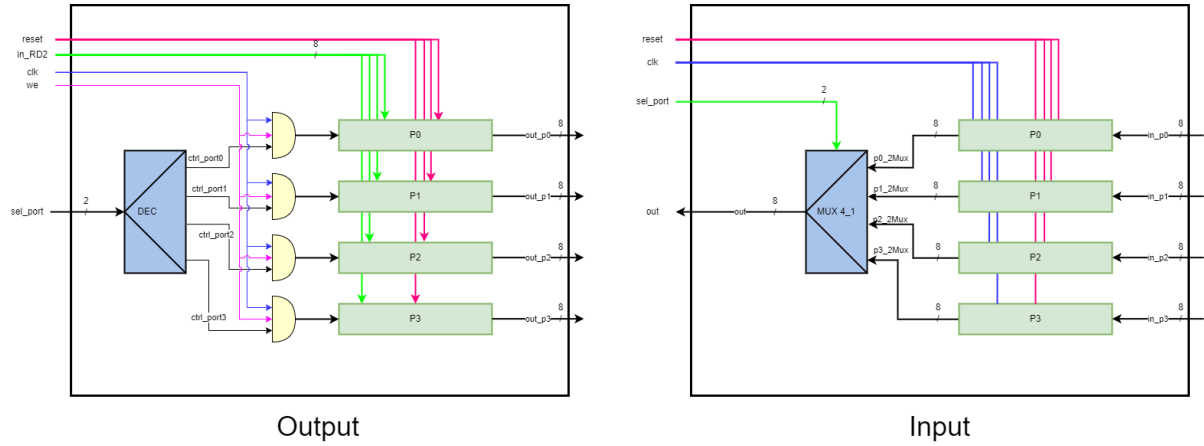 reset
8
in_RD2
clk
we
sel_port
2
DEC
ctrl_port0
ctrl_port1
ctrl_port2
ctrl_port3
P0
out_p0
8
P1
out_p1
8
P2
out_p2
8
P3
out_p3
8
Output
reset
clk
sel_port
2
out
out
8
MUX 4_1
p0_2Mux
p1_2Mux
p2_2Mux
p3_2Mux
8
P0
in_p0
8
8
P1
in_p1
8
8
P2
in_p2
8
8
P3
in_p3
8
Input